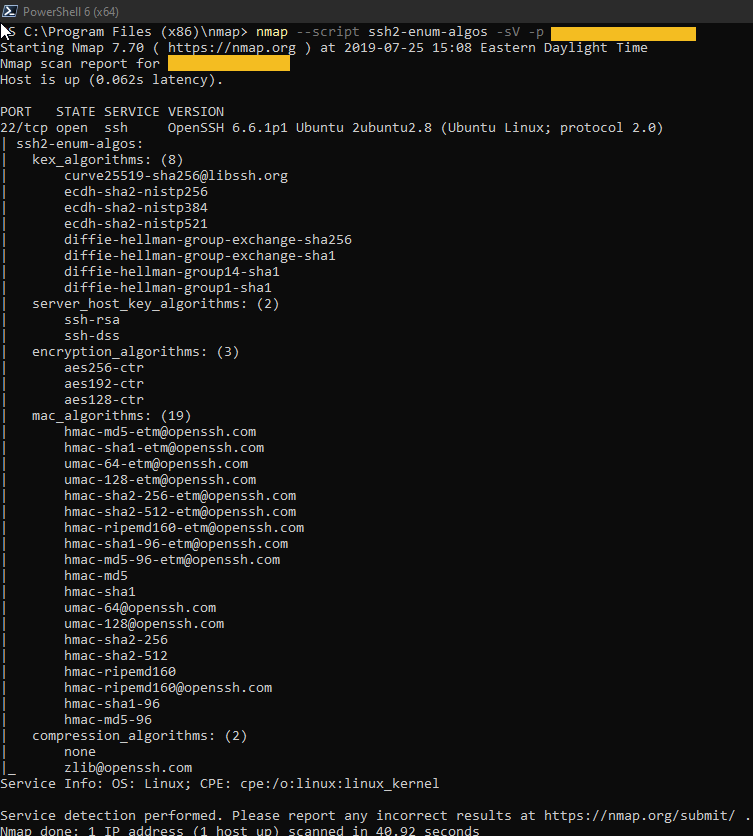 PowerShell 6 (x64)
PS C:\Program Files (x86)\nmap> nmap --script ssh2-enum-algos -sV -p
Starting Nmap 7.70 ( https://nmap.org ) at 2019-07-25 15:08 Eastern Daylight Time
Nmap scan report for
Host is up (0.062s latency).
PORT   STATE SERVICE VERSION
22/tcp open  ssh     OpenSSH 6.6.1p1 Ubuntu 2ubuntu2.8 (Ubuntu Linux; protocol 2.0)
| ssh2-enum-algos:
|   kex_algorithms: (8)
|       curve25519-sha256@libssh.org
|       ecdh-sha2-nistp256
|       ecdh-sha2-nistp384
|       ecdh-sha2-nistp521
|       diffie-hellman-group-exchange-sha256
|       diffie-hellman-group-exchange-sha1
|       diffie-hellman-group14-sha1
|       diffie-hellman-group1-sha1
|   server_host_key_algorithms: (2)
|       ssh-rsa
|       ssh-dss
|   encryption_algorithms: (3)
|       aes256-ctr
|       aes192-ctr
|       aes128-ctr
|   mac_algorithms: (19)
|       hmac-md5-etm@openssh.com
|       hmac-sha1-etm@openssh.com
|       umac-64-etm@openssh.com
|       umac-128-etm@openssh.com
|       hmac-sha2-256-etm@openssh.com
|       hmac-sha2-512-etm@openssh.com
|       hmac-ripemd160-etm@openssh.com
|       hmac-sha1-96-etm@openssh.com
|       hmac-md5-96-etm@openssh.com
|       hmac-md5
|       hmac-sha1
|       umac-64@openssh.com
|       umac-128@openssh.com
|       hmac-sha2-256
|       hmac-sha2-512
|       hmac-ripemd160
|       hmac-ripemd160@openssh.com
|       hmac-sha1-96
|       hmac-md5-96
|   compression_algorithms: (2)
|       none
|_      zlib@openssh.com
Service Info: OS: Linux; CPE: cpe:/o:linux:linux_kernel
Service detection performed. Please report any incorrect results at https://nmap.org/submit/ .
Nmap done: 1 IP address (1 host up) scanned in 40.92 seconds